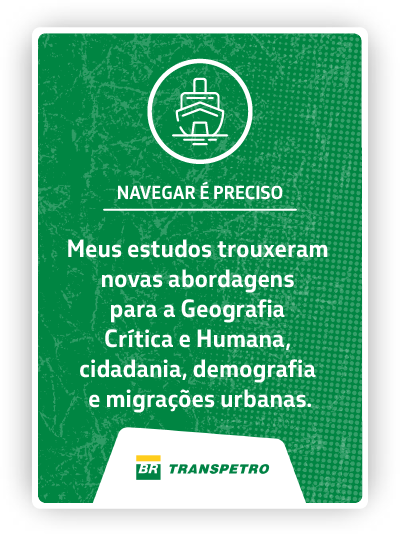 NAVEGAR É PRECISO
Meus estudos trouxeram
novas abordagens
para a Geografia
Crítica e Humana,
cidadania, demografia
e migrações urbanas.
BR TRANSPETRO